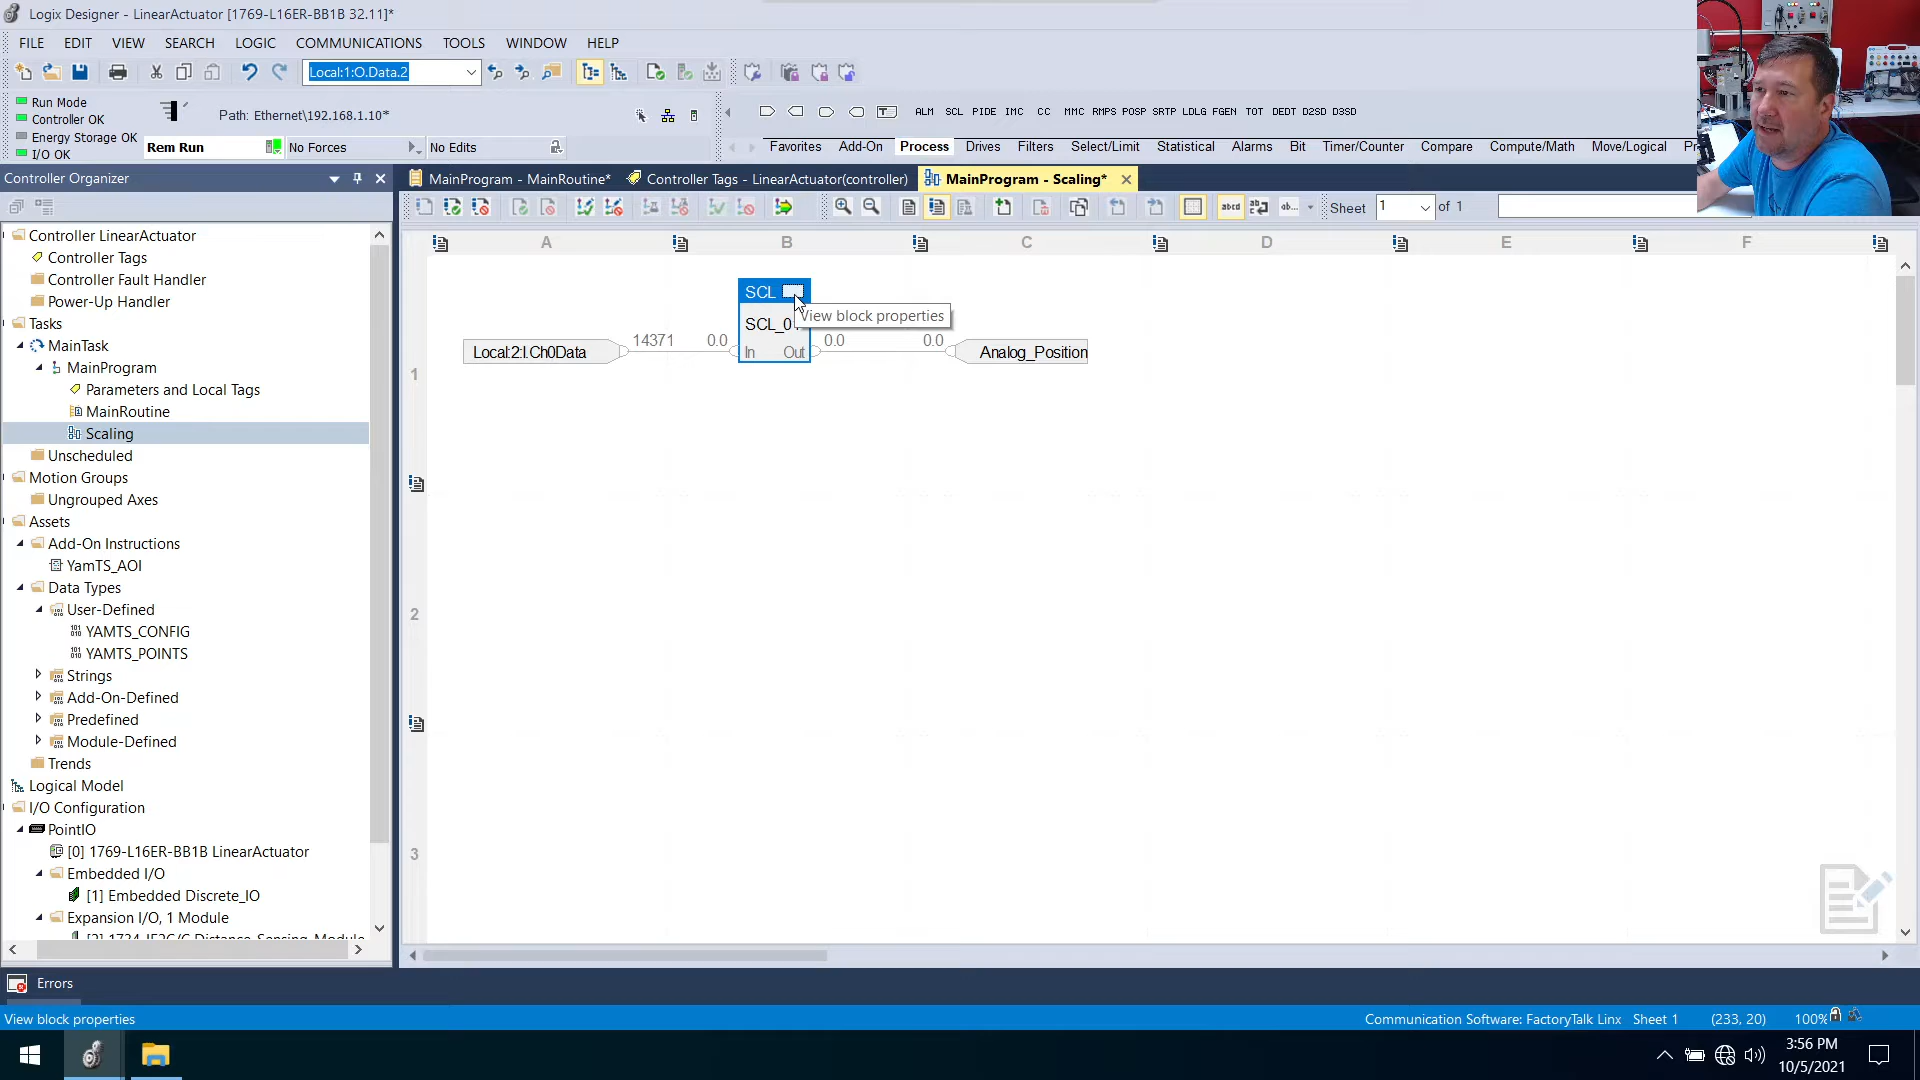 Logix Designer - LinearActuator [1769-L16ER-BB1B 32.11]*
FILE EDIT VIEW SEARCH LOGIC COMMUNICATIONS TOOLS WINDOW HELP
Local:1:O.Data.2
Run Mode
Controller OK
Energy Storage OK
I/O OK
Path: Ethernet\192.168.1.10*
Rem Run No Forces No Edits
ALM SCL PIDE IMC CC MMC RMPS POSP SRTP LDLG FGEN TOT DEDT D2SD D3SD
Favorites Add-On Process Drives Filters Select/Limit Statistical Alarms Bit Timer/Counter Compare Compute/Math Move/Logical
Controller Organizer
MainProgram - MainRoutine* Controller Tags - LinearActuator(controller) MainProgram - Scaling*
abcd ab... Sheet 1 of 1
A B C D E F
1
2
3
Controller LinearActuator
Controller Tags
Controller Fault Handler
Power-Up Handler
Tasks
MainTask
MainProgram
Parameters and Local Tags
MainRoutine
Scaling
Unscheduled
Motion Groups
Ungrouped Axes
Assets
Add-On Instructions
YamTS_AOI
Data Types
User-Defined
YAMTS_CONFIG
YAMTS_POINTS
Strings
Add-On-Defined
Predefined
Module-Defined
Trends
Logical Model
I/O Configuration
PointIO
[0] 1769-L16ER-BB1B LinearActuator
Embedded I/O
[1] Embedded Discrete_IO
Expansion I/O, 1 Module
SCL
View block properties
SCL_0
Local:2:I.Ch0Data 14371 0.0 In Out 0.0 0.0 Analog_Position
Errors
View block properties
Communication Software: FactoryTalk Linx Sheet 1 (233, 20) 100%
3:56 PM
10/5/2021